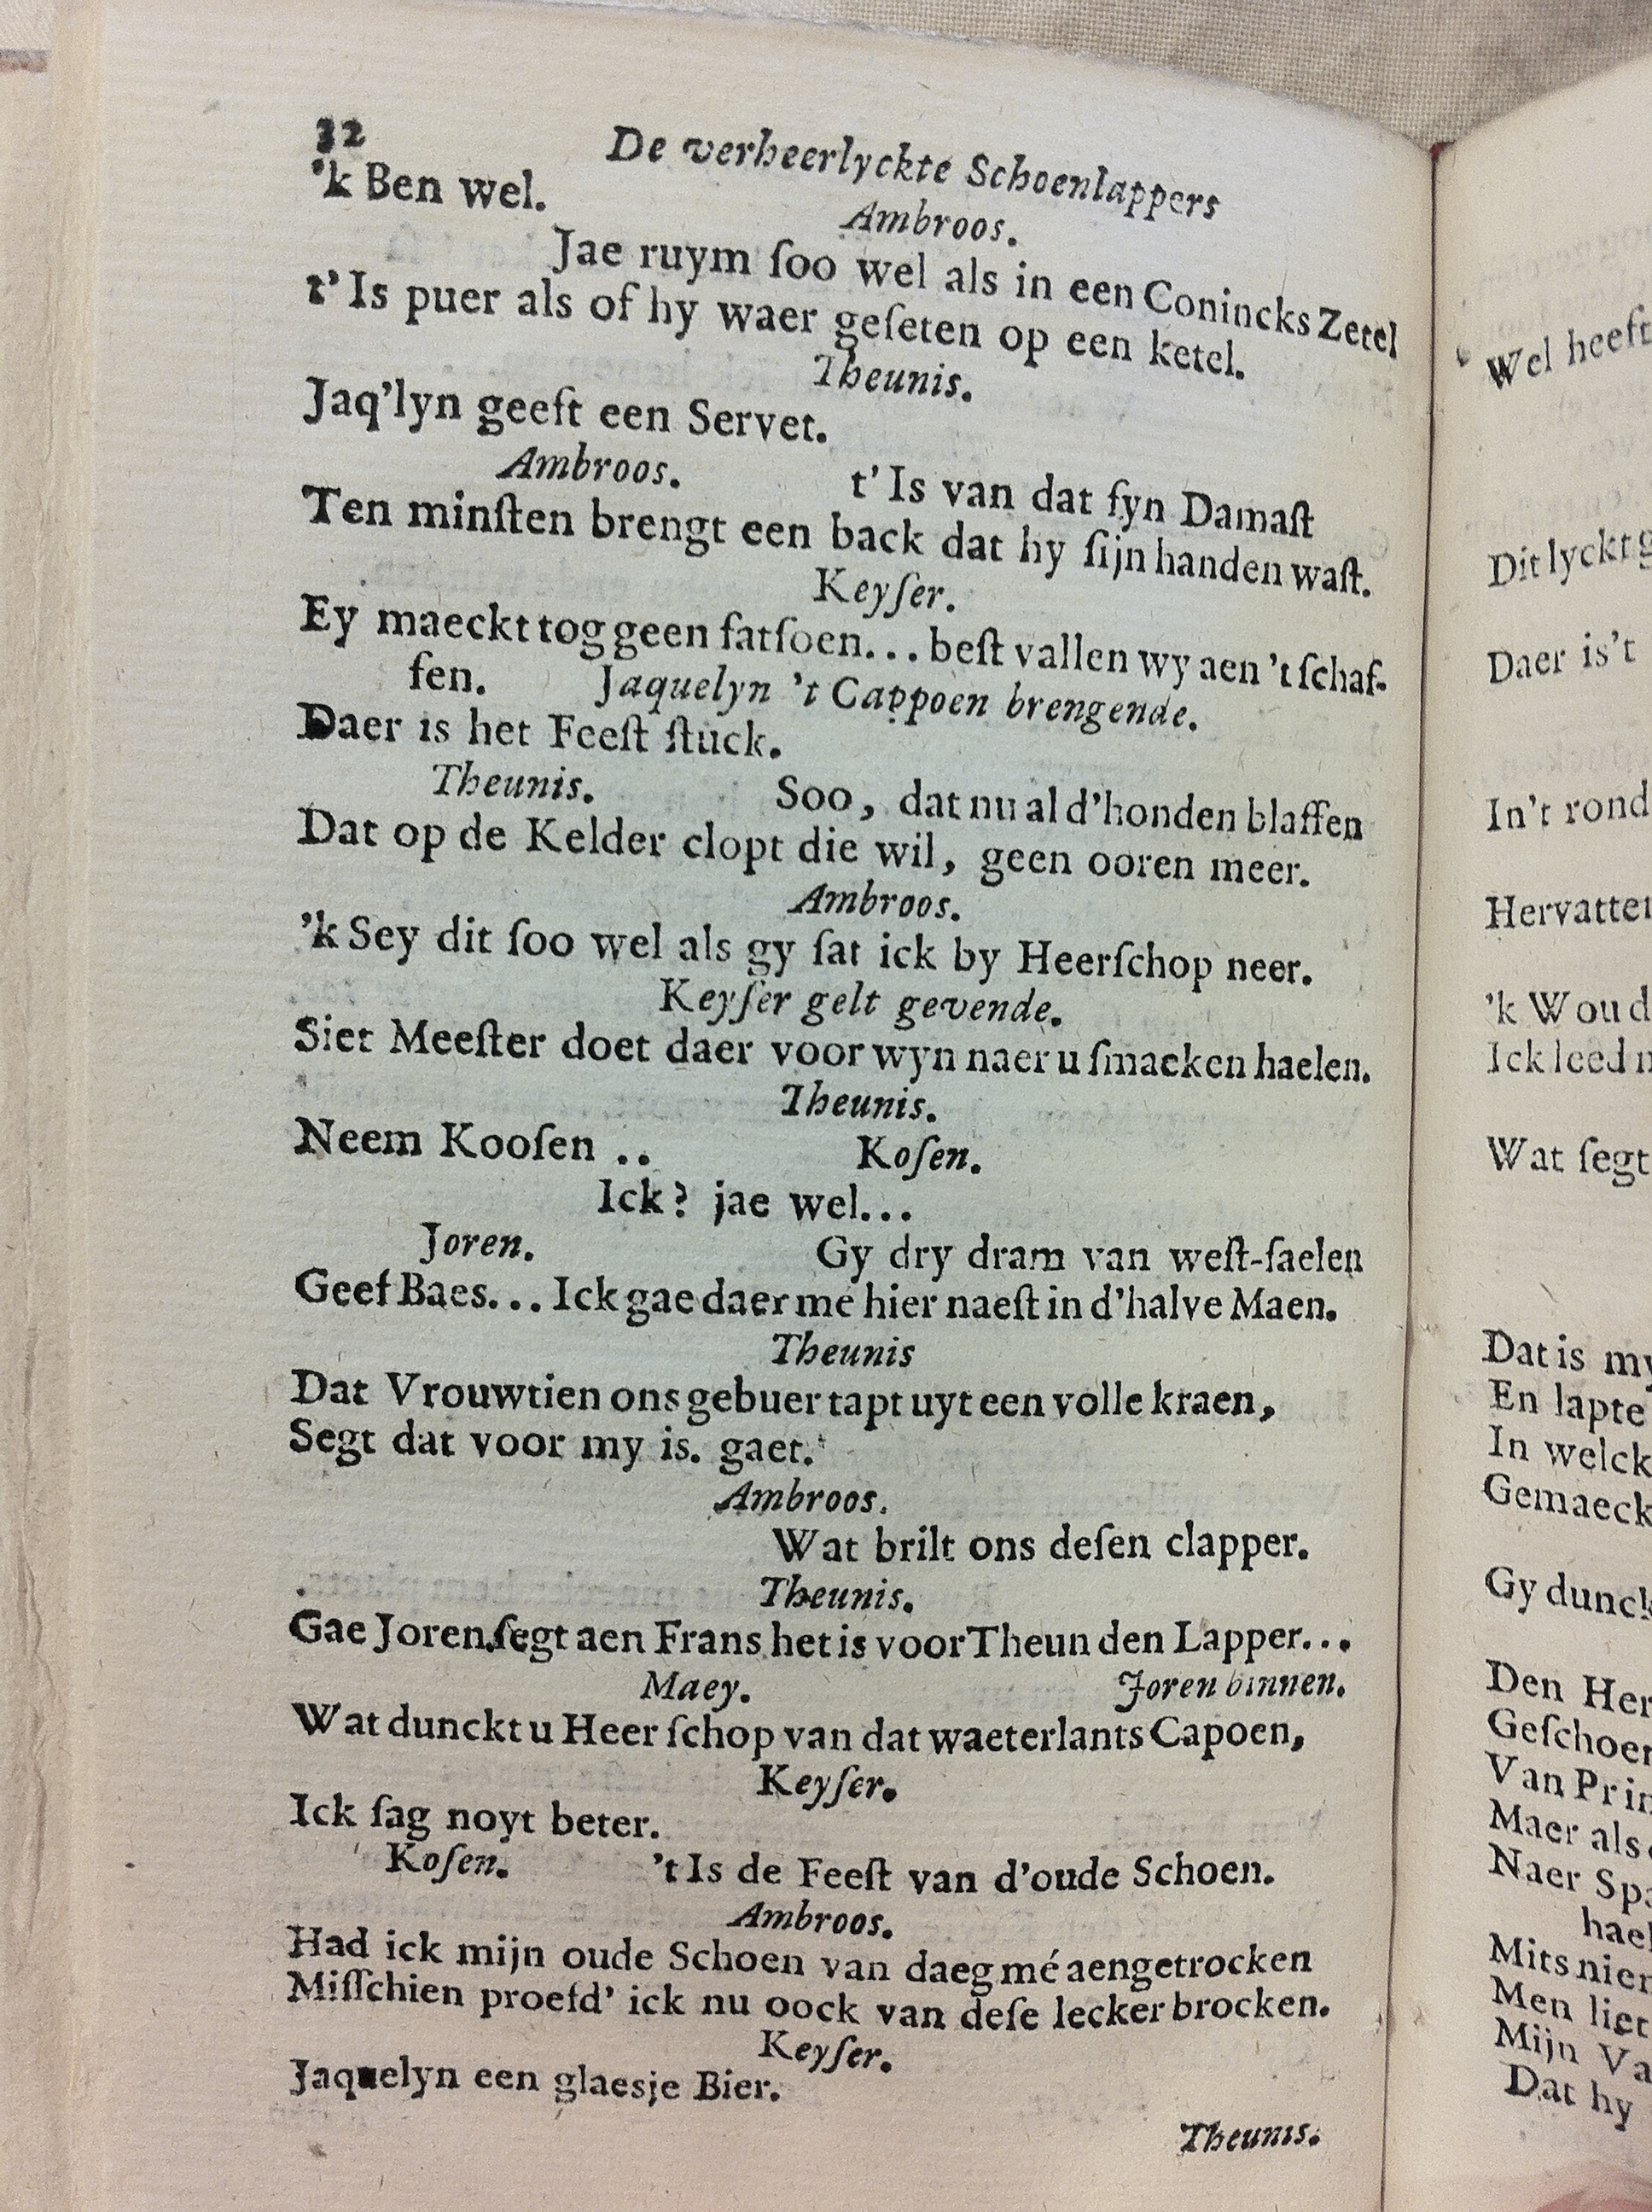 32
De verheerlyckte Schoenlappers
'k Ben wel.
Ambroos.
Jae ruym ſoo wel als in een Conincks Zetel
t' Is puer als of hy waer geſeten op een ketel.
Theunis.
Jaq'lyn geeft een Servet.
Ambroos.
t' Is van dat fyn Damaſt
Ten minſten brengt een back dat hy ſijn handen waſt.
Keyſer.
Ey maeckt tog geen fatſoen... beſt vallen wy aen 't ſchaf-
fen.
Jaquelyn 't Cappoen brengende.
Daer is het Feeſt ſtuck.
Theunis.
Soo, dat nu al d'honden blaffen
Dat op de Kelder clopt die wil, geen ooren meer.
Ambroos.
'k Sey dit ſoo wel als gy ſat ick by Heerſchop neer.
Keyſer gelt gevende.
Siet Meeſter doet daer voor wyn naer u ſmaeken haelen.
Theunis.
Neem Kooſen ..
Koſen.
Ick? jae wel...
Joren.
Gy dry dram van weſt-ſaelen
Geef Baes... Ick gae daer mé hier naeſt in d'halve Maen.
Theunis
Dat Vrouwtien ons gebuer tapt uyt een volle kraen,
Segt dat voor my is. gaet.
Ambroos.
Wat brilt ons deſen clapper.
Theunis.
Gae Joren, ſegt aen Frans het is voor Theun den Lapper...
Maey.
Joren binnen.
Wat dunckt u Heer ſchop van dat waeterlants Capoen,
Keyſer.
Ick ſag noyt beter.
Koſen.
't Is de Feeſt van d'oude Schoen.
Ambroos.
Had ick mijn oude Schoen van daeg mé aengetrocken
Miſſchien proefd' ick nu oock van deſe lecker brocken.
Keyſer.
Jaquelyn een glaesje Bier.
Theunis.
Wel heeft
Dit lyckt g
Daer is't
In't rond
Hervatte
'k Woud
Ick leed
Wat ſegt
Dat is my
En lapte
In welck
Gemaeck
Gy dunck
Den Her
Geſchoe
Van Prin
Maer als
Naer Spa
hael
Mits nie
Men liet
Mijn Va
Dat hy